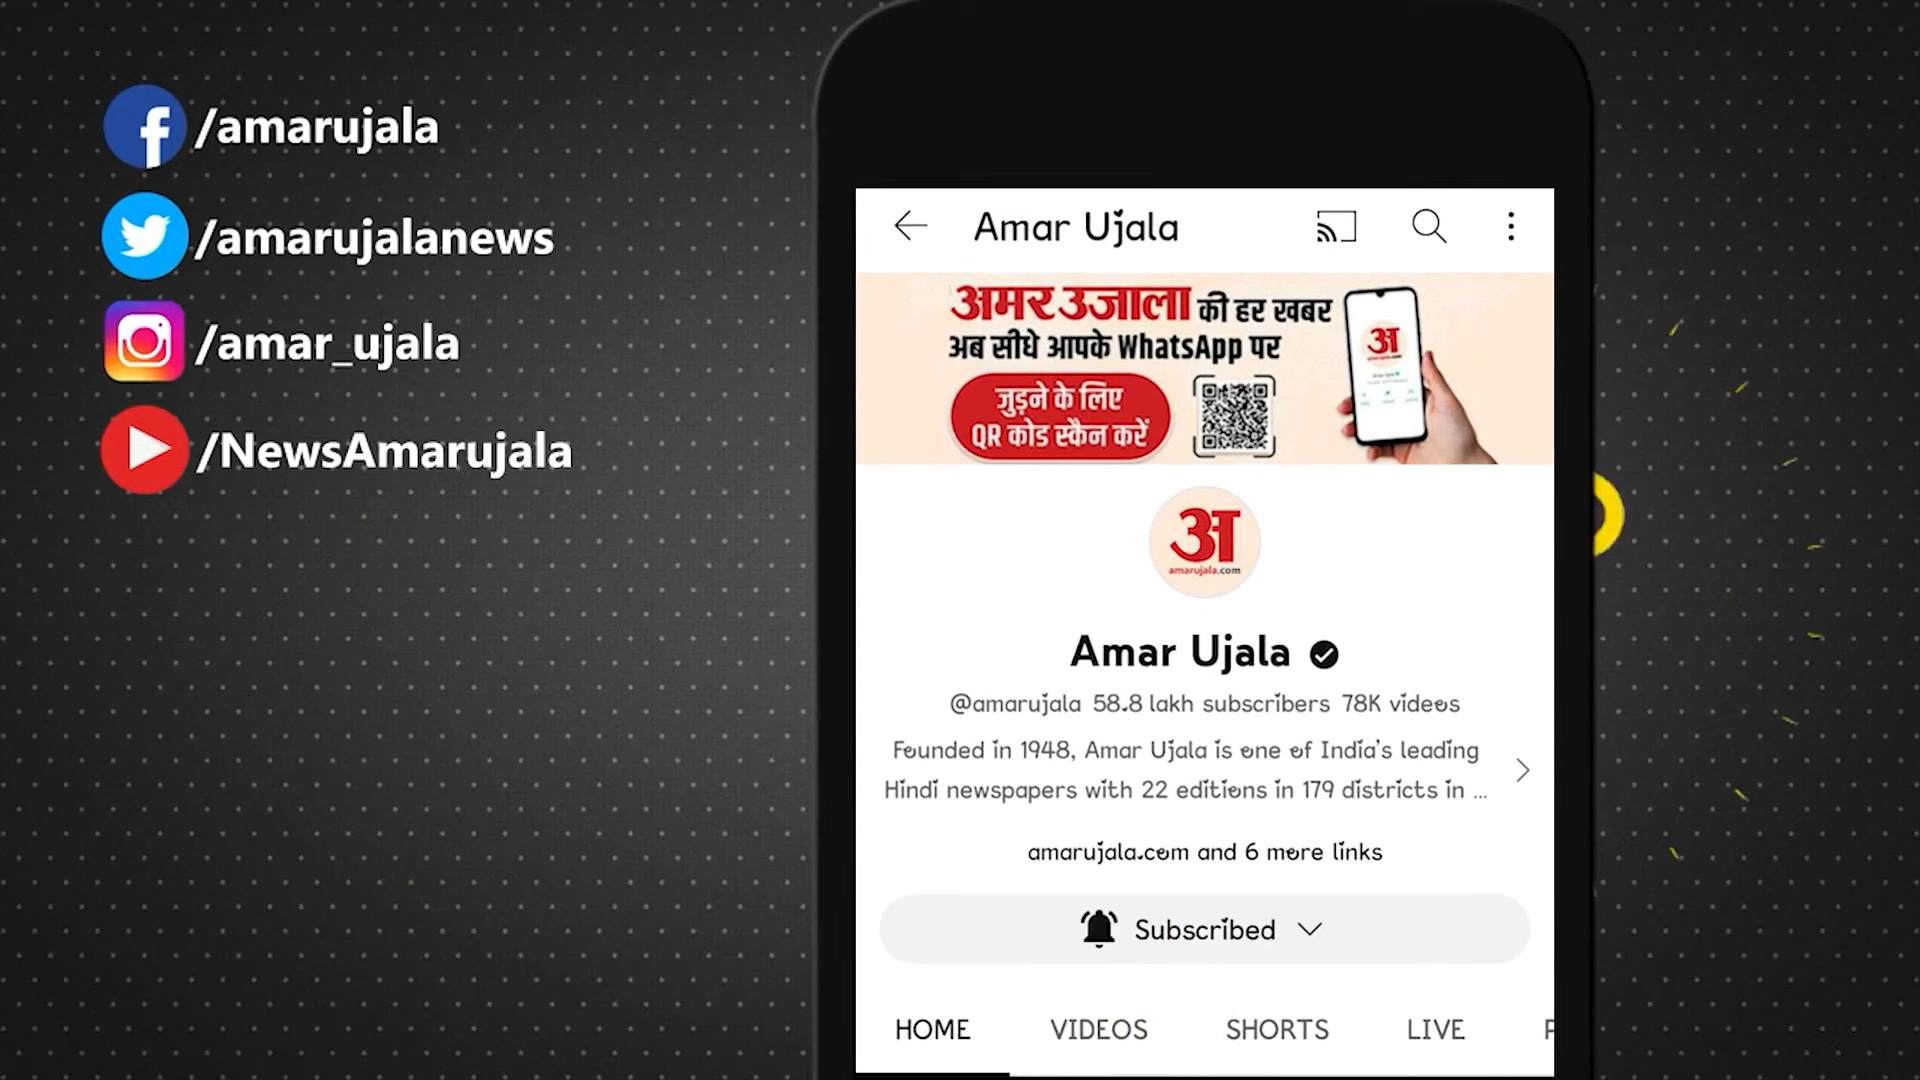 /amarujala
/amarujalanews
/amar_ujala
/NewsAmarujala
Amar Ujala
अमर उजाला की हर खबर
अब सीधे आपके WhatsApp पर
जुड़ने के लिए
QR कोड स्कैन करें
अ
अ
amarujala.com
Amar Ujala
@amarujala 58.8 lakh subscribers 78K videos
Founded in 1948, Amar Ujala is one of India's leading
Hindi newspapers with 22 editions in 179 districts in ...
amarujala.com and 6 more links
Subscribed
HOME VIDEOS SHORTS LIVE